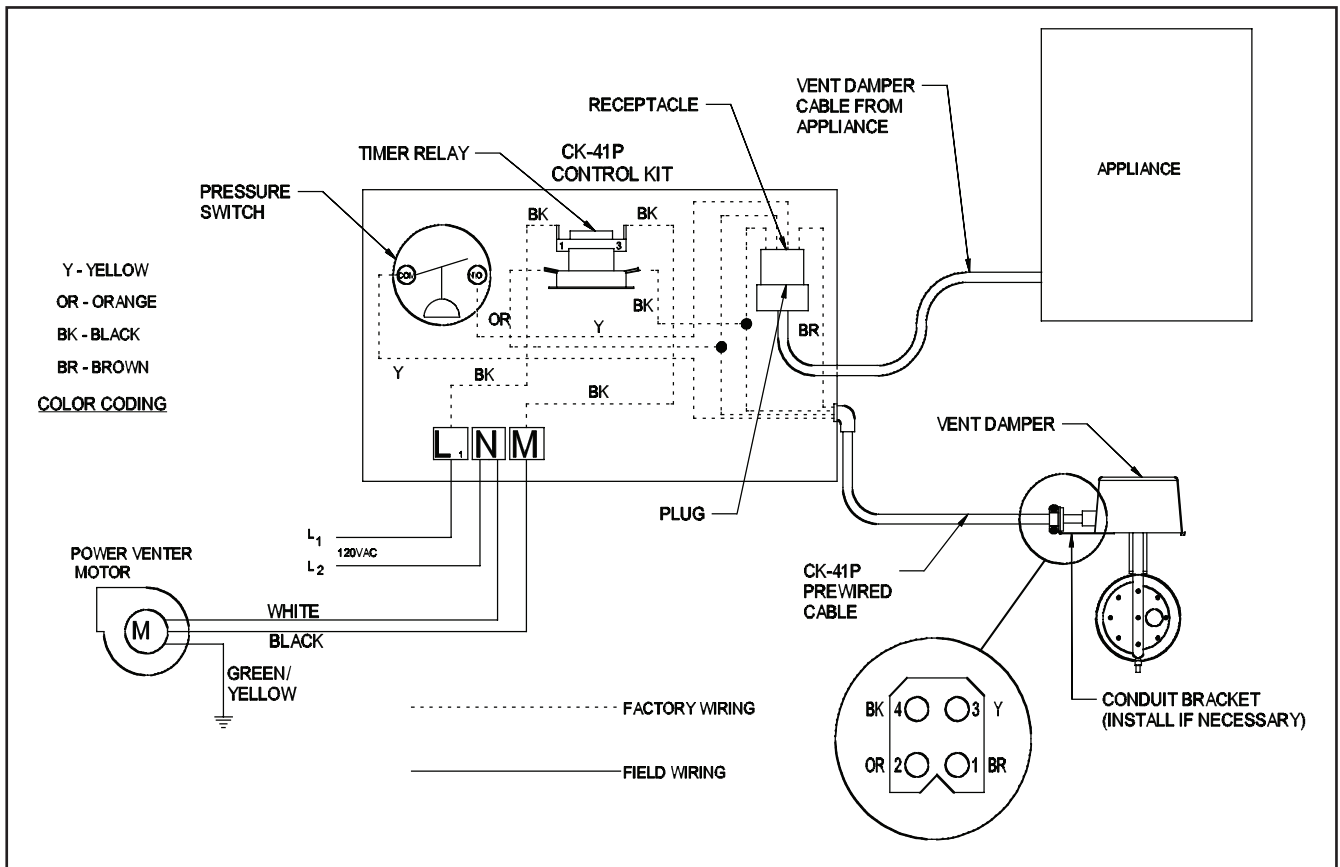 VENT DAMPER
CABLE FROM
APPLIANCE
RECEPTACLE
TIMER RELAY
CK-41P
CONTROL KIT
APPLIANCE
PRESSURE
SWITCH
BK
BK
1
3
Y - YELLOW
OR - ORANGE
BK - BLACK
BR - BROWN
COLOR CODING
COM
NO
BK
OR
Y
BR
Y
BK
BK
L1
N
M
VENT DAMPER
PLUG
L1
120VAC
L2
POWER VENTER
MOTOR
M
WHITE
BLACK
GREEN/
YELLOW
CK-41P
PREWIRED
CABLE
CONDUIT BRACKET
(INSTALL IF NECESSARY)
FACTORY WIRING
FIELD WIRING
BK 4
3 Y
OR 2
1 BR